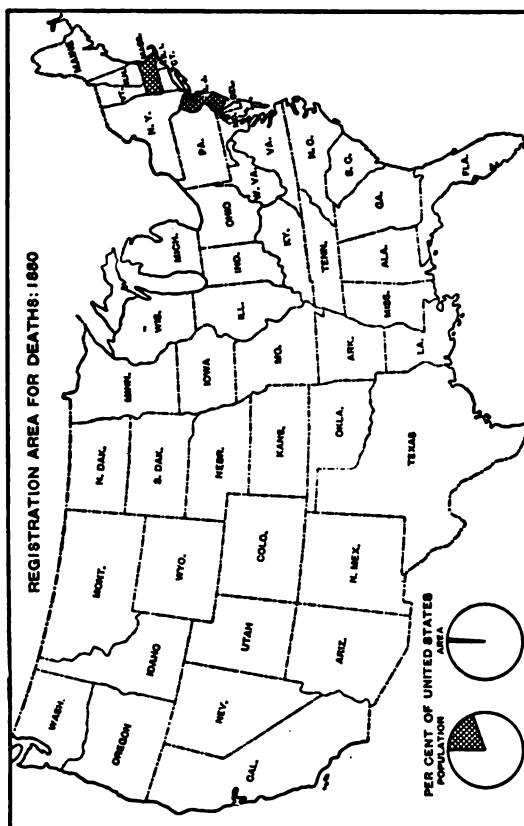 REGISTRATION AREA FOR DEATHS: 1880
WASH.
OREGON
CAL.
NEV.
IDAHO
MONT.
WYO.
UTAH
ARIZ.
COLO.
N. MEX.
N. DAK.
S. DAK.
NEBR.
KANS.
OKLA.
TEXAS
MINN.
IOWA
MO.
ARK.
LA.
WIS.
ILL.
MICH.
IND.
OHIO
KY.
TENN.
MISS.
ALA.
GA.
FLA.
S. C.
N. C.
VA.
W. VA.
PA.
N. Y.
N. J.
VT.
MASS.
CT.
MAINE
PER CENT OF UNITED STATES
POPULATION
AREA